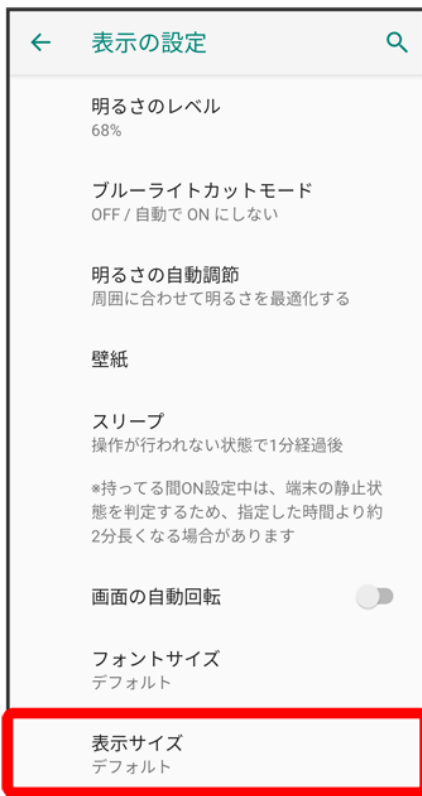 表示の設定
明るさのレベル
68%
ブルーライトカットモード
OFF / 自動で ON にしない
明るさの自動調節
周囲に合わせて明るさを最適化する
壁紙
スリープ
操作が行われない状態で1分経過後
※持ってる間ON設定中は、端末の静止状
態を判定するため、指定した時間より約
2分長くなる場合があります
画面の自動回転
フォントサイズ
デフォルト
表示サイズ
デフォルト